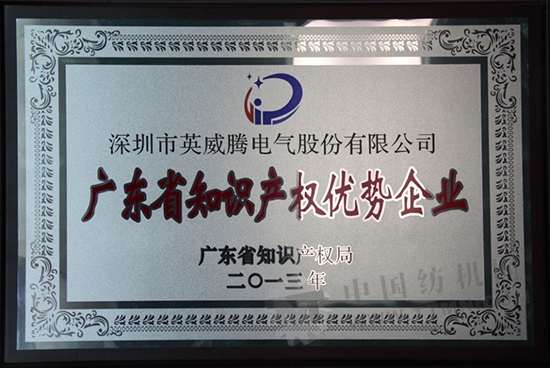 深圳市英威腾电气股份有限公司
广东省知识产权优势企业
广东省知识产权局
二〇一三年
中国纺机